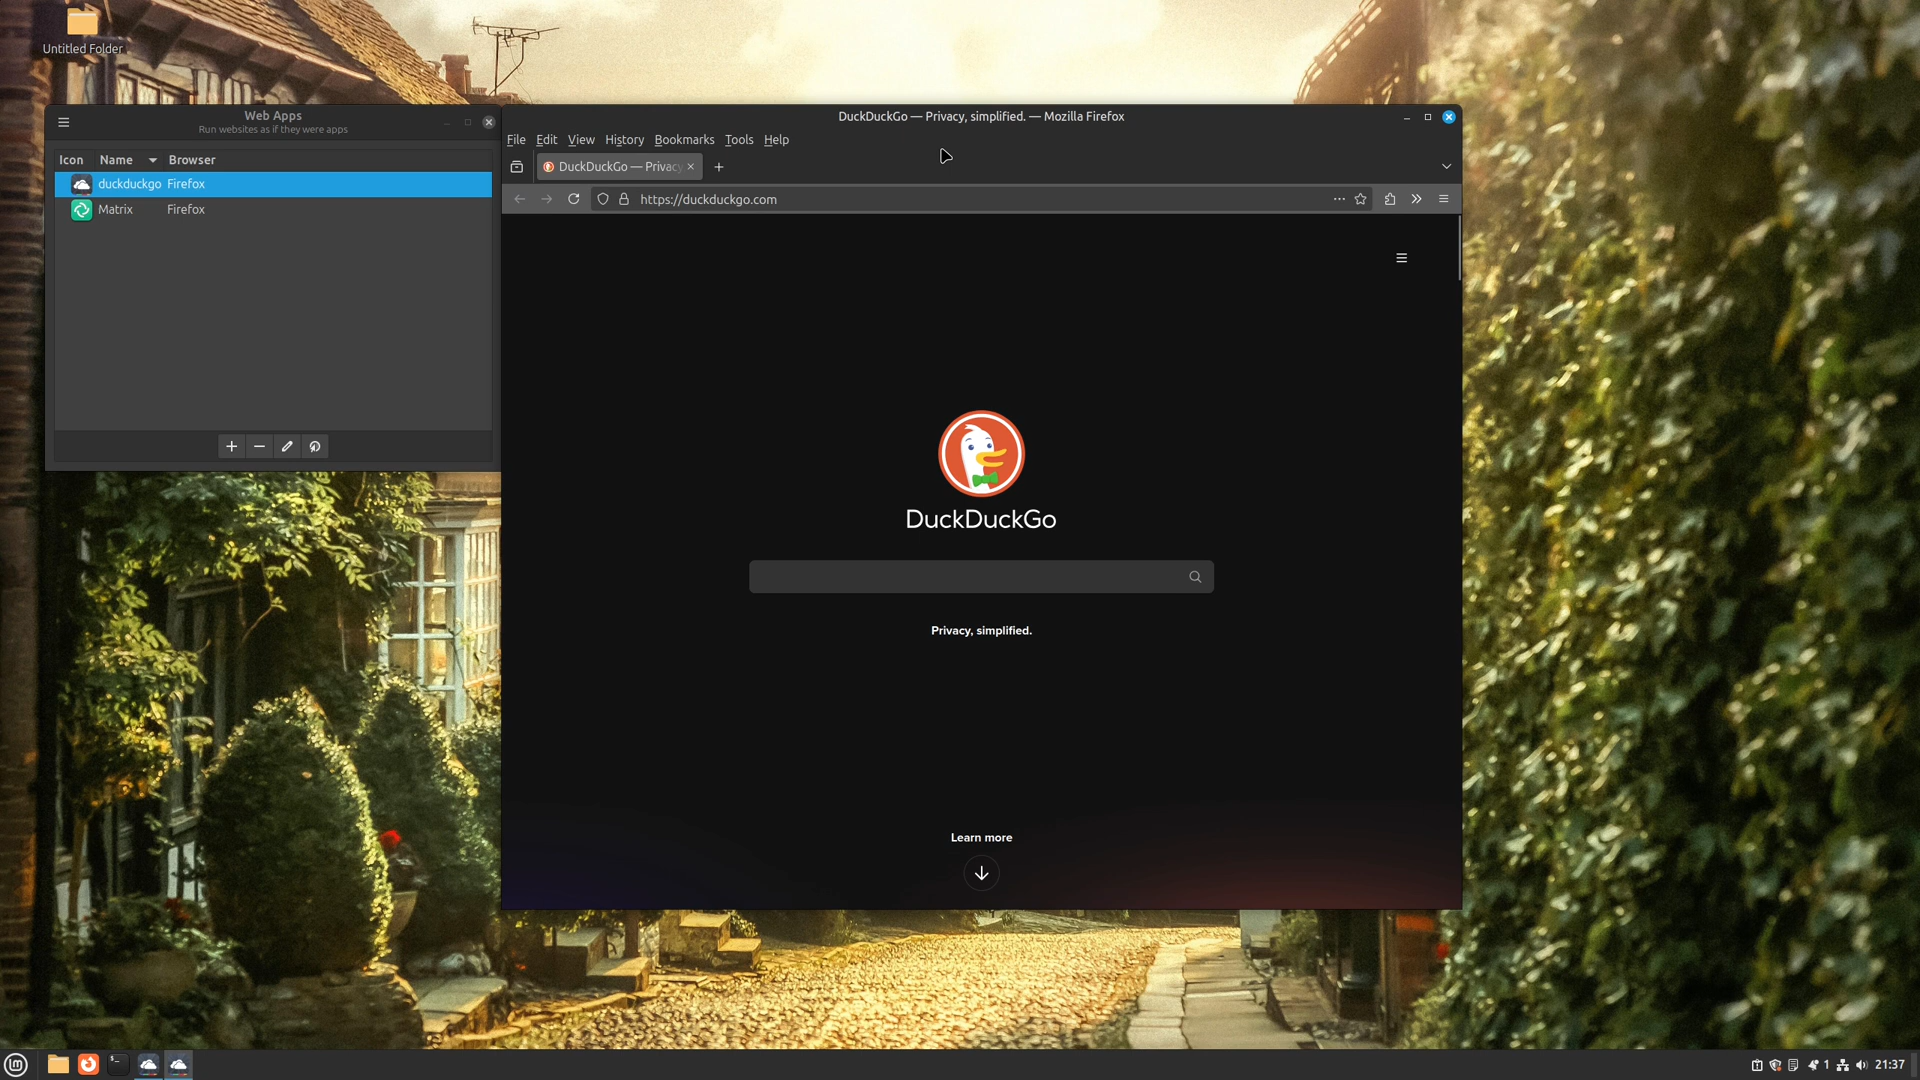 Untitled Folder
Web Apps
Run websites as if they were apps
Icon Name Browser
duckduckgo Firefox
Matrix Firefox
DuckDuckGo — Privacy, simplified. — Mozilla Firefox
File Edit View History Bookmarks Tools Help
DuckDuckGo — Privacy
https://duckduckgo.com
DuckDuckGo
Privacy, simplified.
Learn more
1 21:37